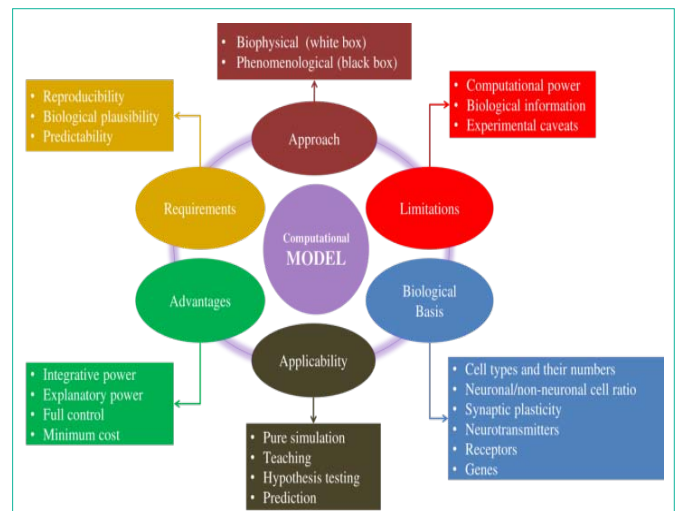 • Biophysical (white box)
• Phenomenological (black box)
• Reproducibility
• Biological plausibility
• Predictability
• Computational power
• Biological information
• Experimental caveats
Approach
Requirements
Limitations
Computational
MODEL
Advantages
Biological
Basis
Applicability
• Integrative power
• Explanatory power
• Full control
• Minimum cost
• Pure simulation
• Teaching
• Hypothesis testing
• Prediction
• Cell types and their numbers
• Neuronal/non-neuronal cell ratio
• Synaptic plasticity
• Neurotransmitters
• Receptors
• Genes